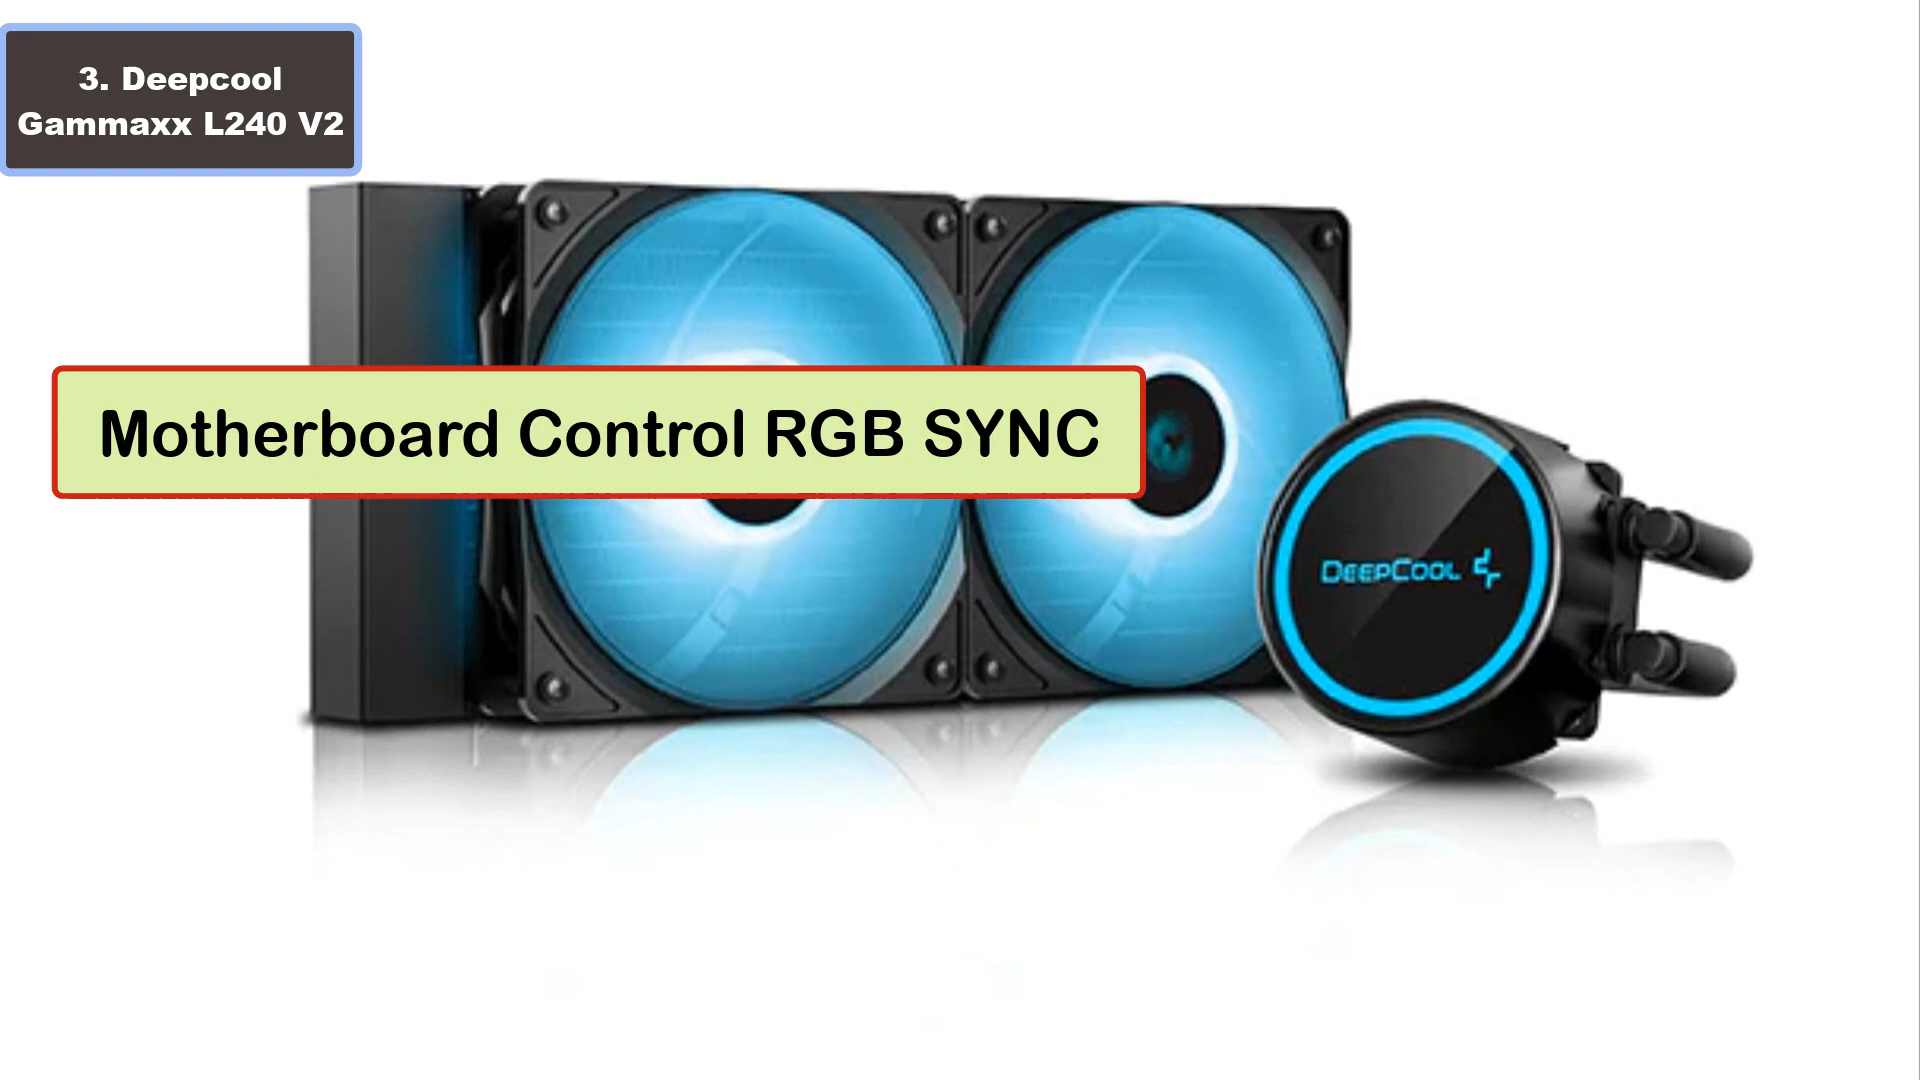 3. Deepcool
Gammaxx L240 V2
Motherboard Control RGB SYNC
DEEPCOOL